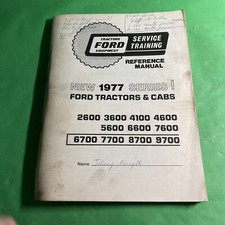 TRACTORS
FORD
EQUIPMENT
SERVICE
TRAINING
REFERENCE
MANUAL
NEW 1977 SERIES!
FORD TRACTORS & CABS
2600 3600 4100 4600
5600 6600 7600
6700 7700 8700 9700
Name